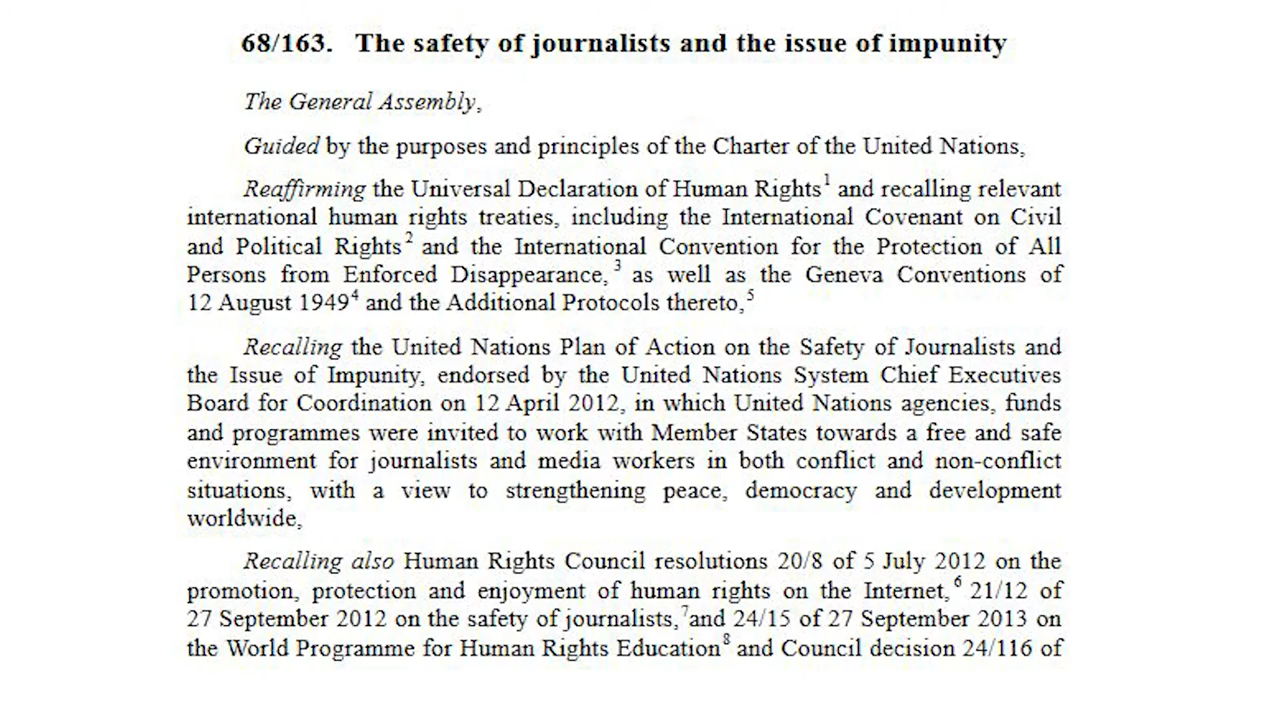 68/163. The safety of journalists and the issue of impunity
The General Assembly,
Guided by the purposes and principles of the Charter of the United Nations,
Reaffirming the Universal Declaration of Human Rights¹ and recalling relevant
international human rights treaties, including the International Covenant on Civil
and Political Rights² and the International Convention for the Protection of All
Persons from Enforced Disappearance,³ as well as the Geneva Conventions of
12 August 1949⁴ and the Additional Protocols thereto,⁵
Recalling the United Nations Plan of Action on the Safety of Journalists and
the Issue of Impunity, endorsed by the United Nations System Chief Executives
Board for Coordination on 12 April 2012, in which United Nations agencies, funds
and programmes were invited to work with Member States towards a free and safe
environment for journalists and media workers in both conflict and non-conflict
situations, with a view to strengthening peace, democracy and development
worldwide,
Recalling also Human Rights Council resolutions 20/8 of 5 July 2012 on the
promotion, protection and enjoyment of human rights on the Internet,⁶ 21/12 of
27 September 2012 on the safety of journalists,⁷and 24/15 of 27 September 2013 on
the World Programme for Human Rights Education⁸ and Council decision 24/116 of